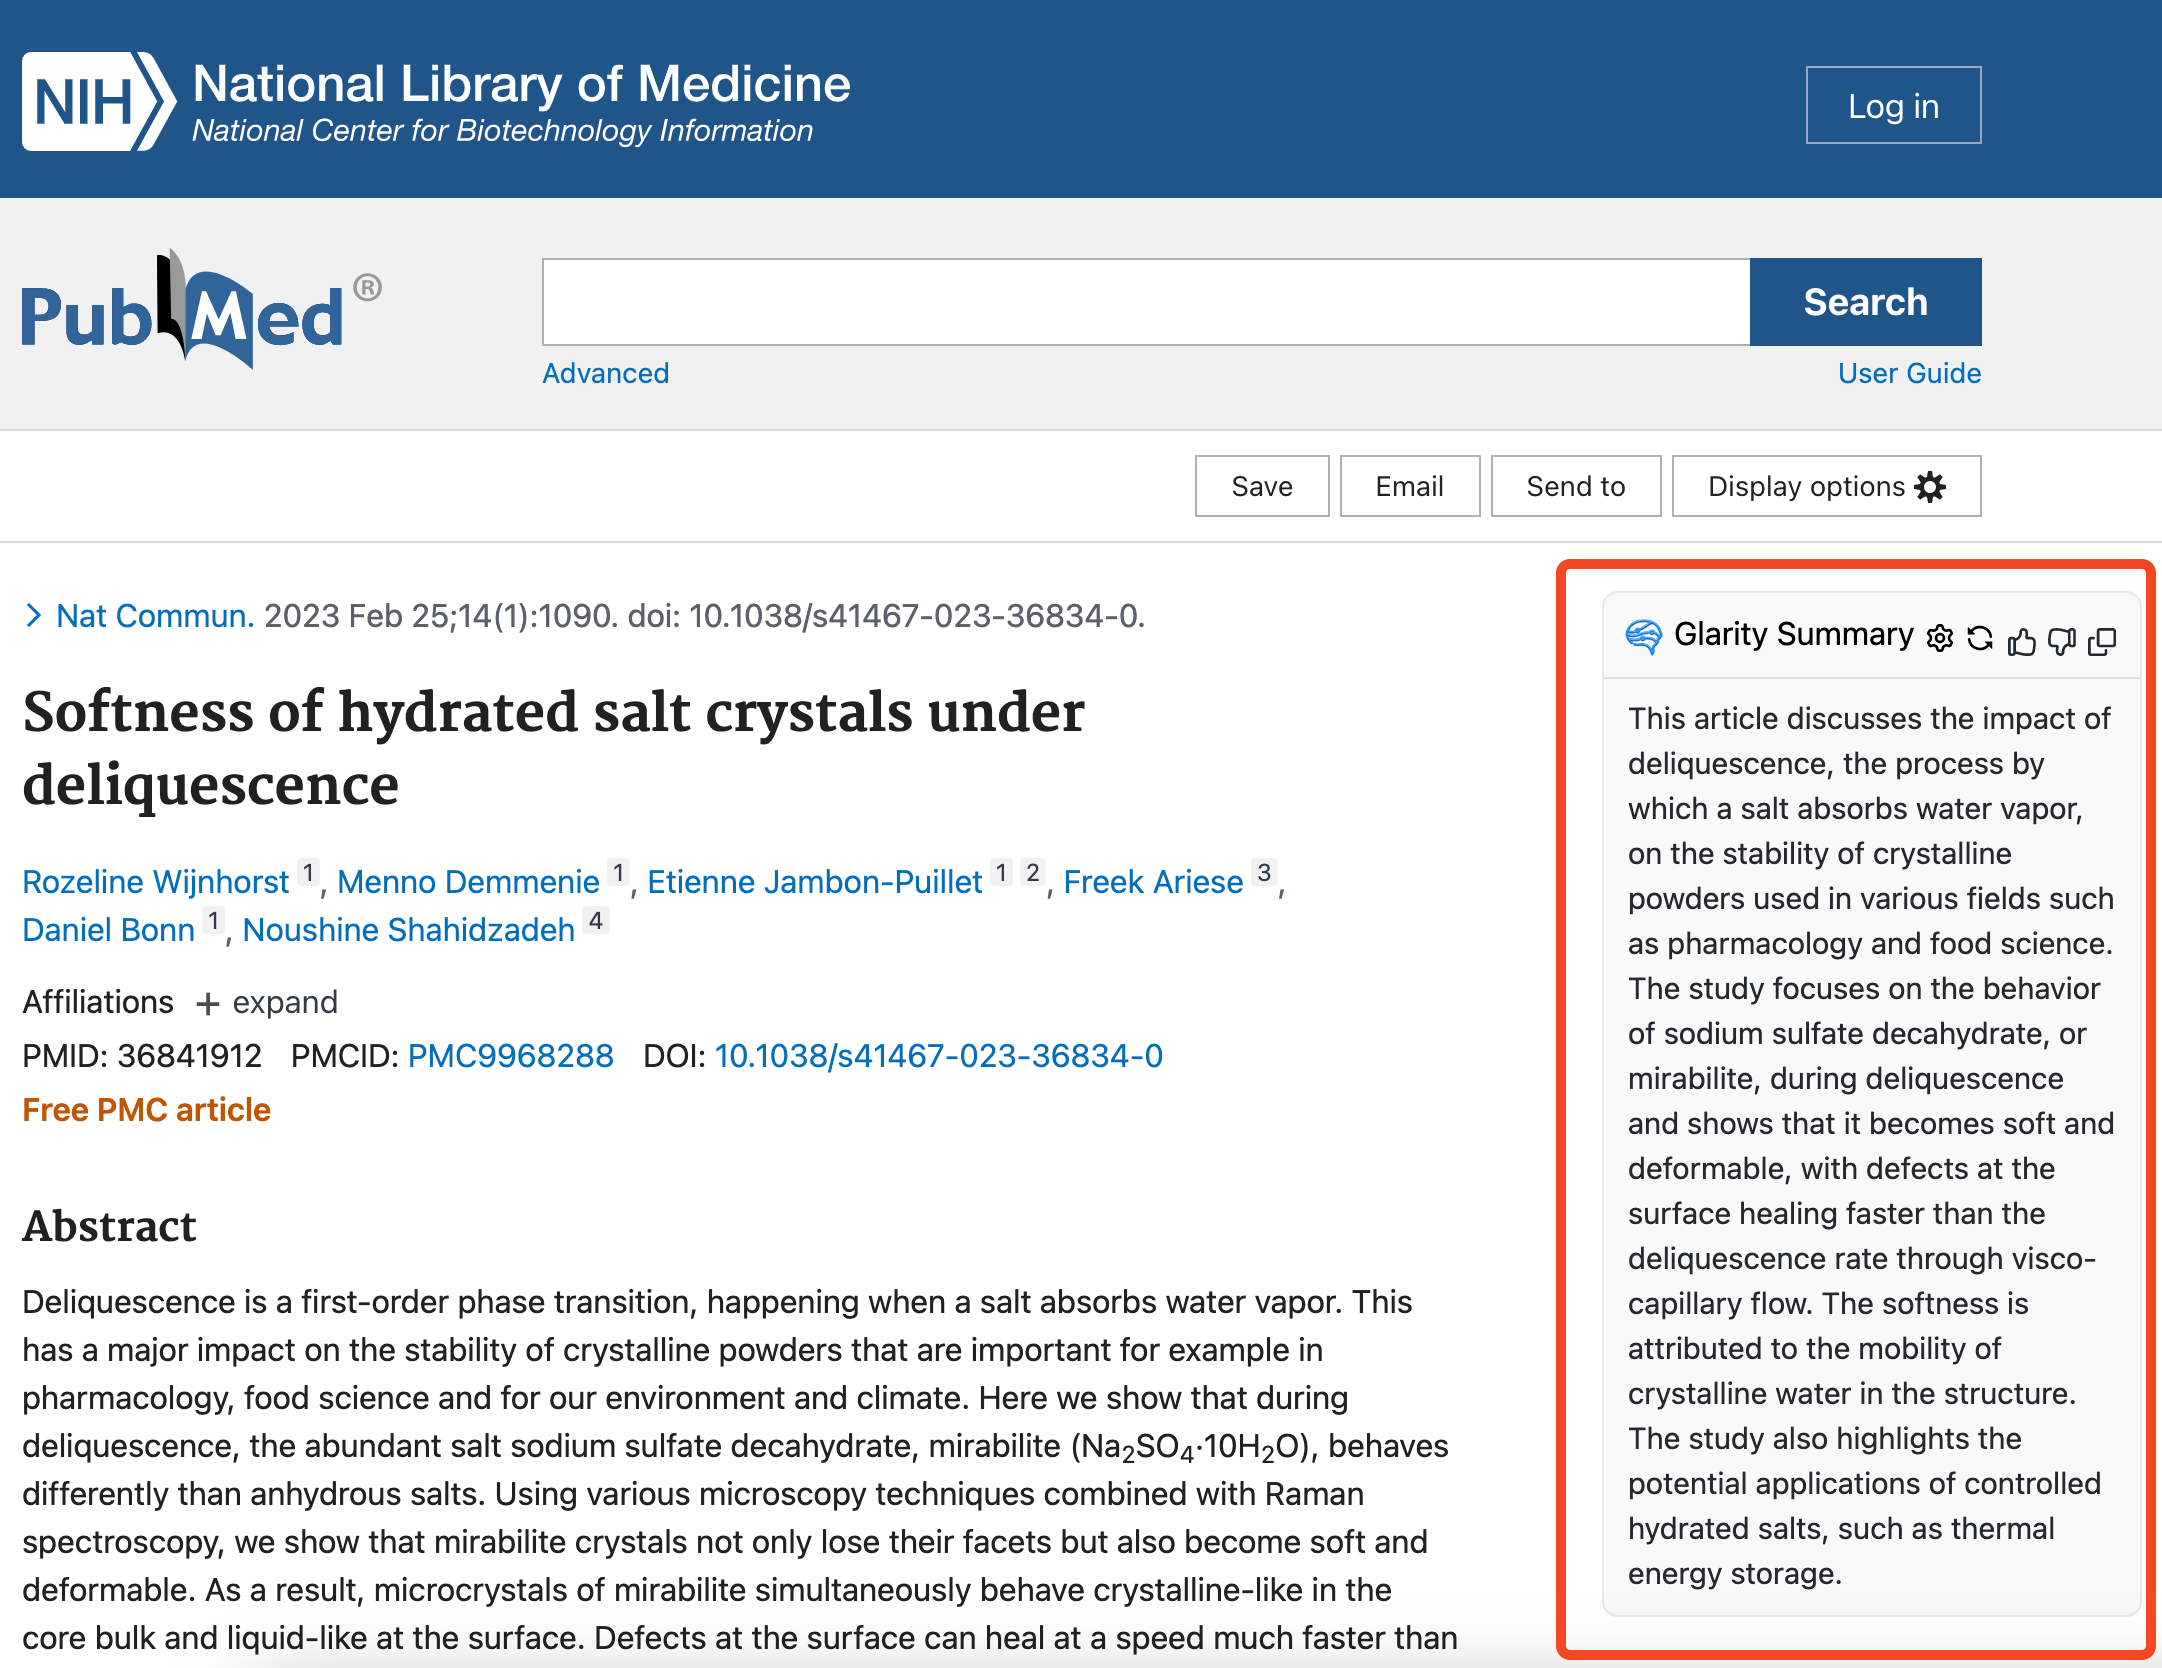 NIH
National Library of Medicine
National Center for Biotechnology Information
Log in
PubMed®
Search
Advanced
User Guide
Save
Email
Send to
Display options
Nat Commun. 2023 Feb 25;14(1):1090. doi: 10.1038/s41467-023-36834-0.
Softness of hydrated salt crystals under
deliquescence
Rozeline Wijnhorst 1, Menno Demmenie 1, Etienne Jambon-Puillet 1 2, Freek Ariese 3,
Daniel Bonn 1, Noushine Shahidzadeh 4
Affiliations + expand
PMID: 36841912 PMCID: PMC9968288 DOI: 10.1038/s41467-023-36834-0
Free PMC article
Abstract
Deliquescence is a first-order phase transition, happening when a salt absorbs water vapor. This
has a major impact on the stability of crystalline powders that are important for example in
pharmacology, food science and for our environment and climate. Here we show that during
deliquescence, the abundant salt sodium sulfate decahydrate, mirabilite (Na₂SO₄·10H₂O), behaves
differently than anhydrous salts. Using various microscopy techniques combined with Raman
spectroscopy, we show that mirabilite crystals not only lose their facets but also become soft and
deformable. As a result, microcrystals of mirabilite simultaneously behave crystalline-like in the
core bulk and liquid-like at the surface. Defects at the surface can heal at a speed much faster than
Glarity Summary
This article discusses the impact of
deliquescence, the process by
which a salt absorbs water vapor,
on the stability of crystalline
powders used in various fields such
as pharmacology and food science.
The study focuses on the behavior
of sodium sulfate decahydrate, or
mirabilite, during deliquescence
and shows that it becomes soft and
deformable, with defects at the
surface healing faster than the
deliquescence rate through visco-
capillary flow. The softness is
attributed to the mobility of
crystalline water in the structure.
The study also highlights the
potential applications of controlled
hydrated salts, such as thermal
energy storage.